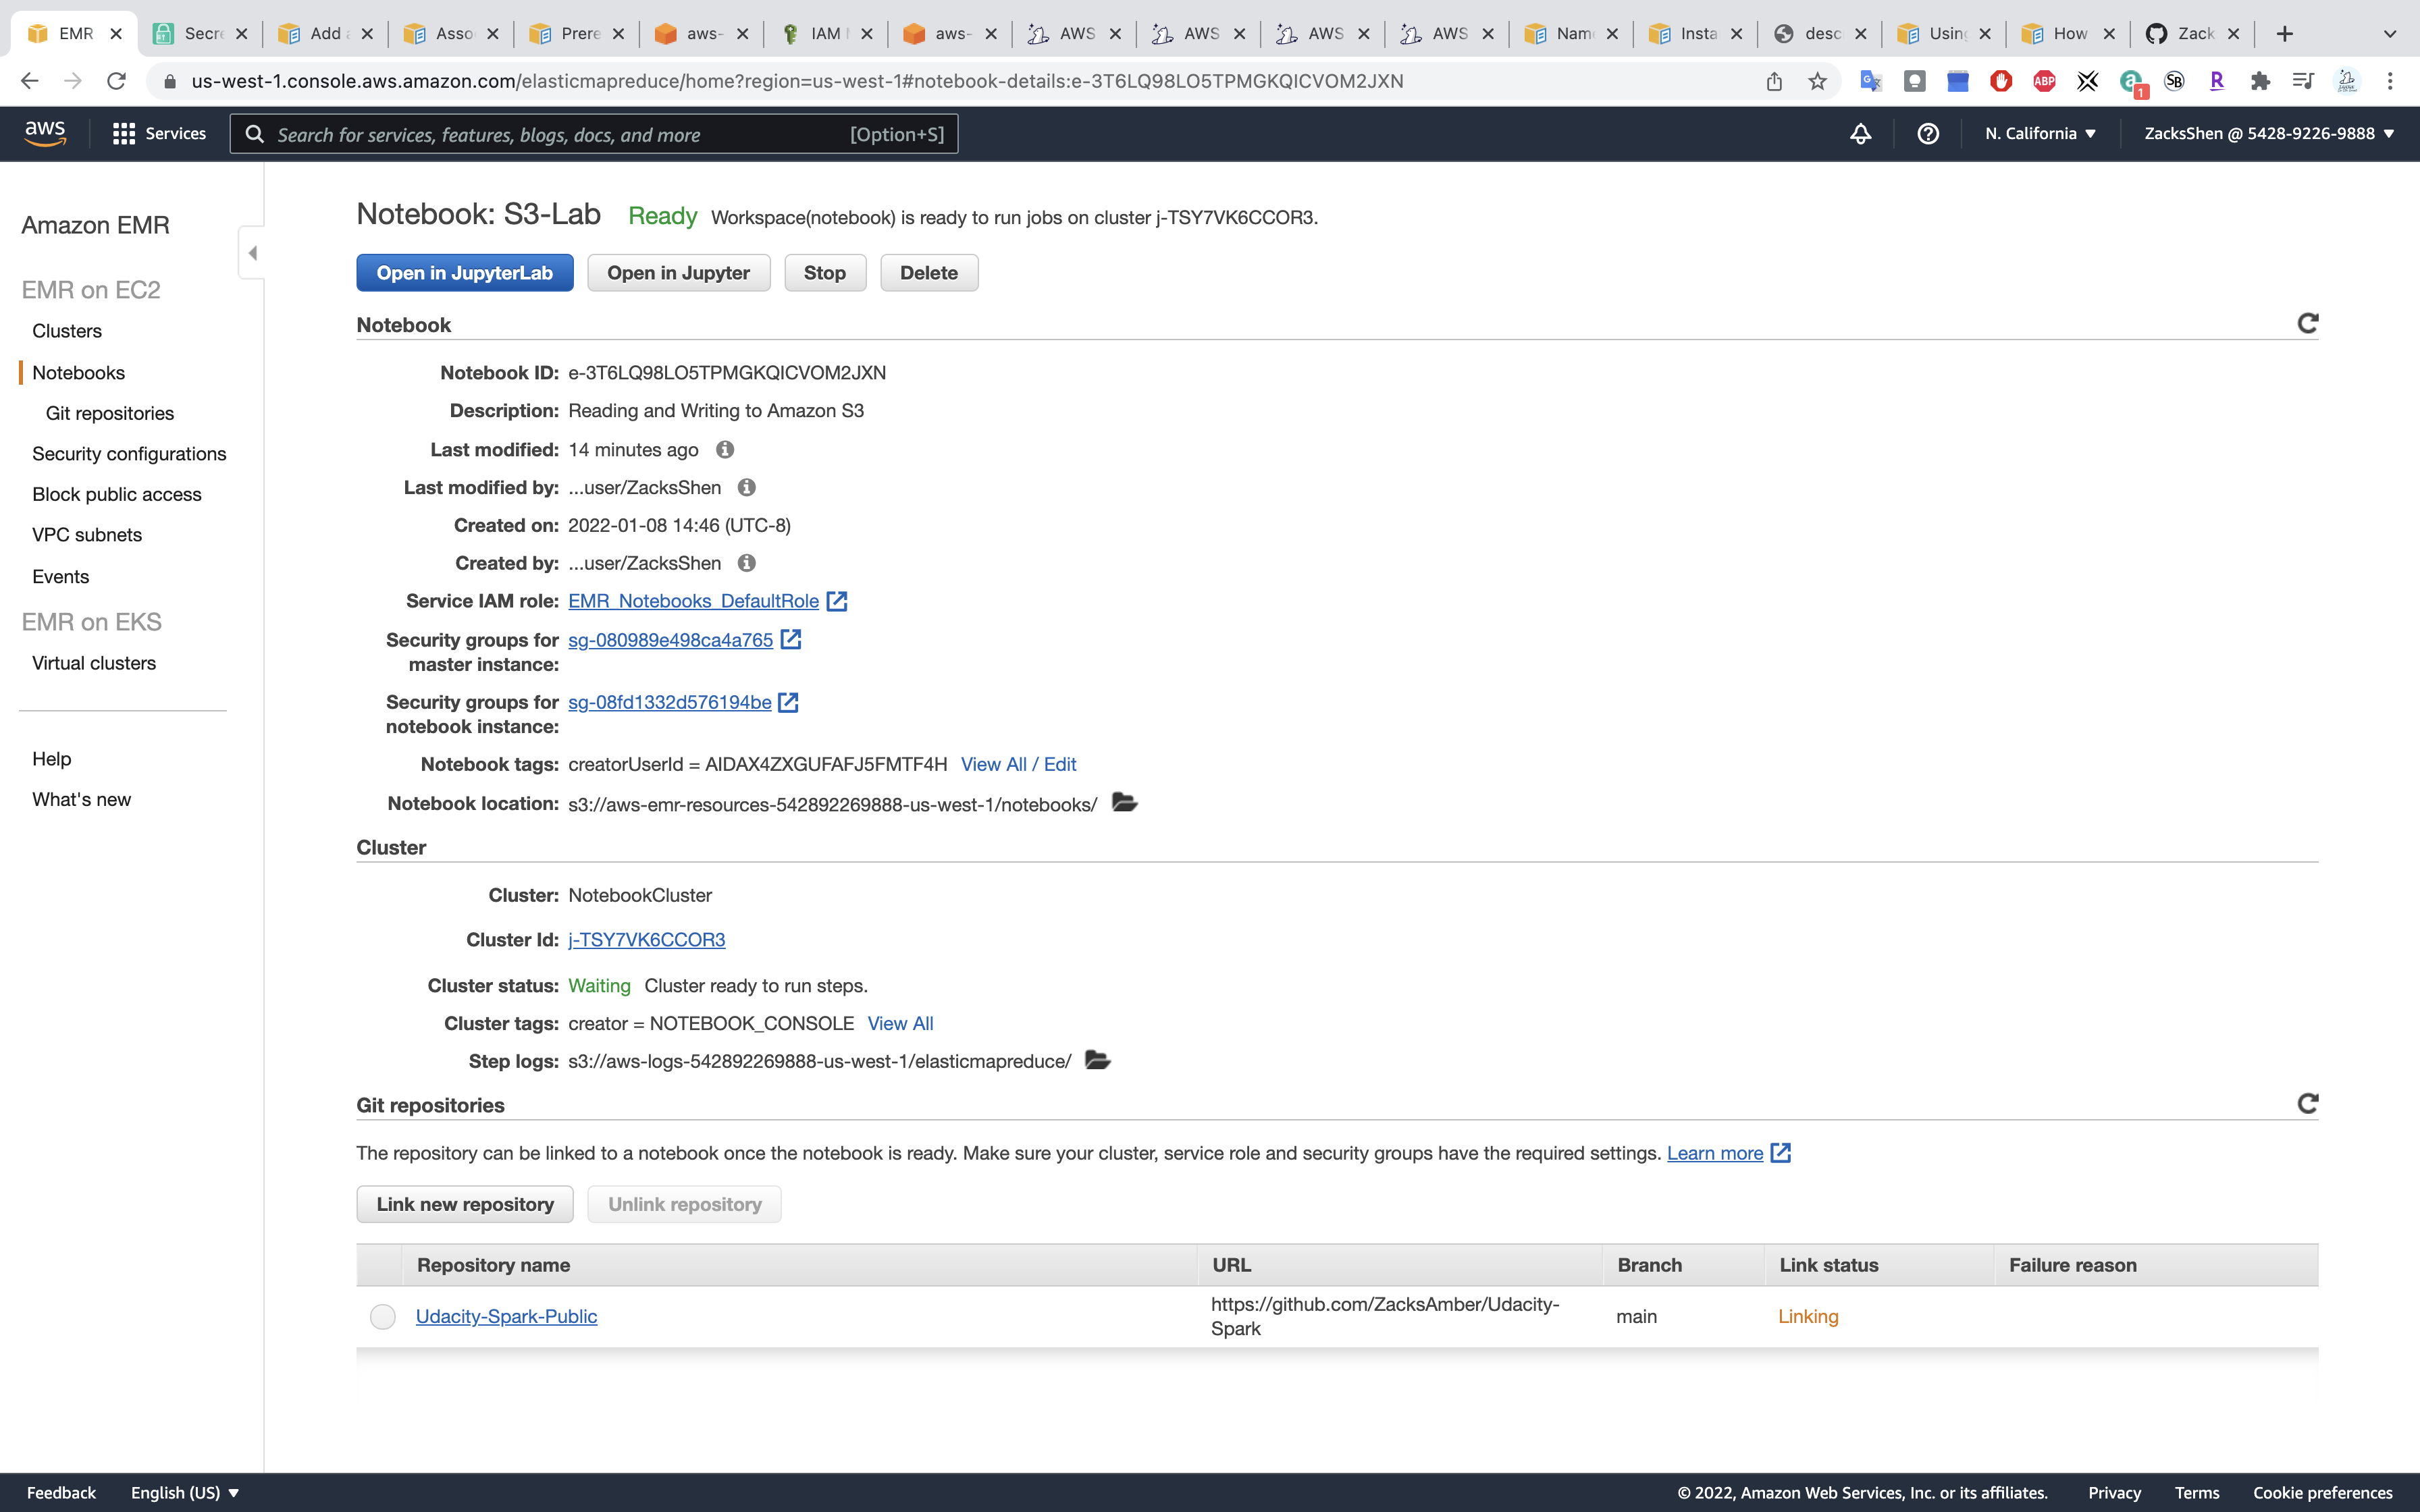 EMR
Secre
Add a
Asso
Prere
aws-
IAM M
aws-
AWS
AWS
AWS
AWS
Name
Insta
desc
Using
How
Zack
us-west-1.console.aws.amazon.com/elasticmapreduce/home?region=us-west-1#notebook-details:e-3T6LQ98LO5TPMGKQICVOM2JXN
ABP
1
SB
R
aws
Services
Search for services, features, blogs, docs, and more
[Option+S]
N. California ▼
ZacksShen @ 5428-9226-9888 ▼
Amazon EMR
EMR on EC2
Clusters
Notebooks
Git repositories
Security configurations
Block public access
VPC subnets
Events
EMR on EKS
Virtual clusters
Help
What's new
Notebook: S3-Lab Ready Workspace(notebook) is ready to run jobs on cluster j-TSY7VK6CCOR3.
Open in JupyterLab
Open in Jupyter
Stop
Delete
Notebook
Notebook ID: e-3T6LQ98LO5TPMGKQICVOM2JXN
Description: Reading and Writing to Amazon S3
Last modified: 14 minutes ago
Last modified by: ...user/ZacksShen
Created on: 2022-01-08 14:46 (UTC-8)
Created by: ...user/ZacksShen
Service IAM role: EMR_Notebooks_DefaultRole
Security groups for sg-080989e498ca4a765
master instance:
Security groups for sg-08fd1332d576194be
notebook instance:
Notebook tags: creatorUserId = AIDAX4ZXGUFAFJ5FMTF4H View All / Edit
Notebook location: s3://aws-emr-resources-542892269888-us-west-1/notebooks/
Cluster
Cluster: NotebookCluster
Cluster Id: j-TSY7VK6CCOR3
Cluster status: Waiting Cluster ready to run steps.
Cluster tags: creator = NOTEBOOK_CONSOLE View All
Step logs: s3://aws-logs-542892269888-us-west-1/elasticmapreduce/
Git repositories
The repository can be linked to a notebook once the notebook is ready. Make sure your cluster, service role and security groups have the required settings. Learn more
Link new repository
Unlink repository
Repository name URL Branch Link status Failure reason
Udacity-Spark-Public https://github.com/ZacksAmber/Udacity- main Linking
Spark
Feedback
English (US) ▼
© 2022, Amazon Web Services, Inc. or its affiliates.
Privacy
Terms
Cookie preferences